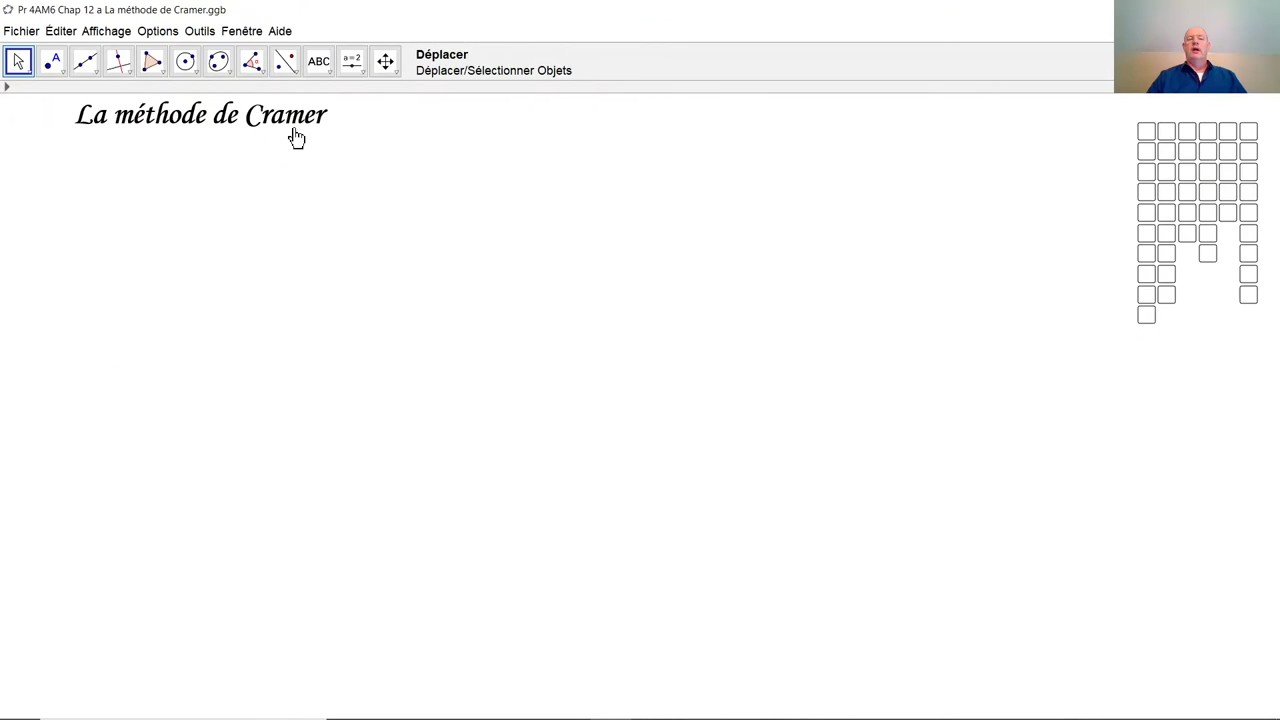 Pr 4AM6 Chap 12 a La méthode de Cramer.ggb
Fichier Éditer Affichage Options Outils Fenêtre Aide
A ABC a=2 Déplacer
Déplacer/Sélectionner Objets
La méthode de Cramer